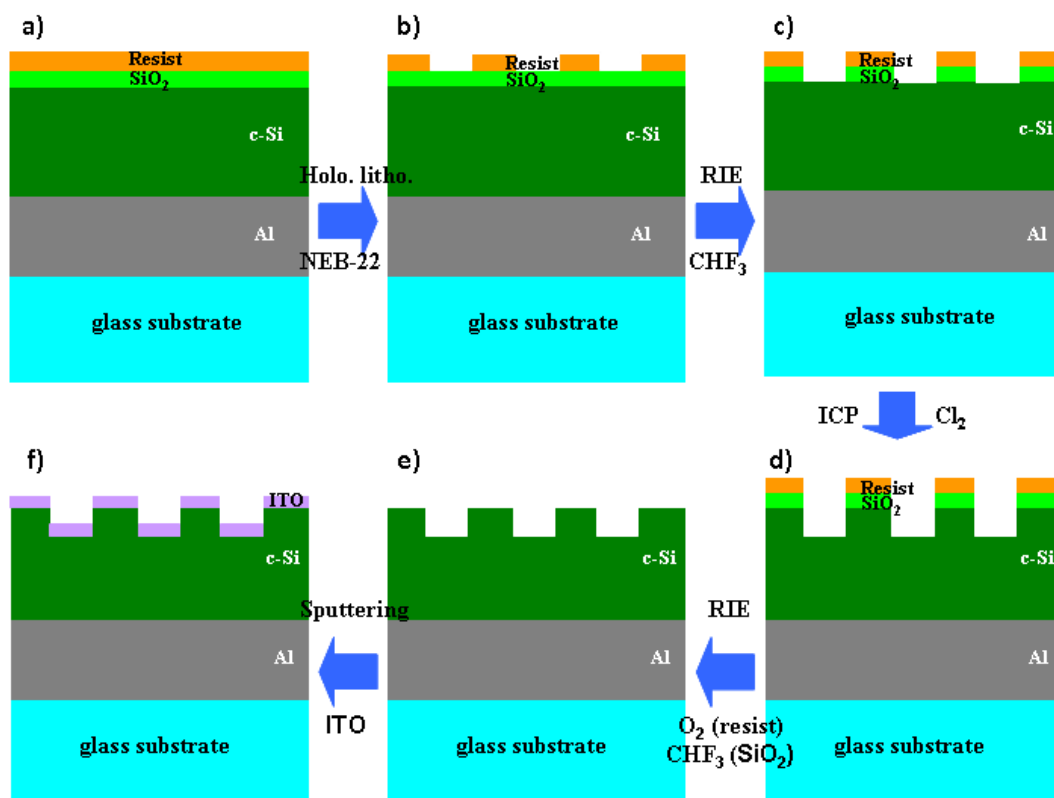 a)
Resist
SiO₂
c-Si
Al
glass substrate
Holo. litho.
NEB-22
b)
Resist
SiO₂
c-Si
Al
glass substrate
RIE
CHF₃
c)
Resist
SiO₂
c-Si
Al
glass substrate
ICP
Cl₂
d)
Resist
SiO₂
c-Si
Al
glass substrate
RIE
O₂ (resist)
CHF₃ (SiO₂)
e)
c-Si
Al
glass substrate
Sputtering
ITO
f)
ITO
c-Si
Al
glass substrate